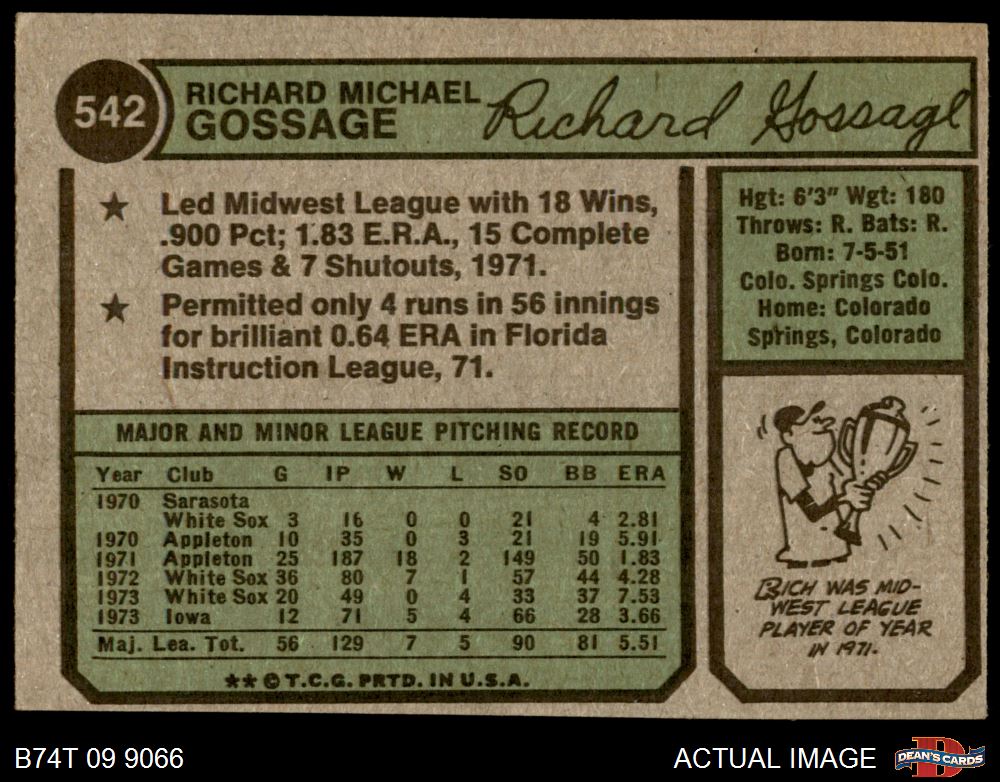 542
RICHARD MICHAEL
GOSSAGE
Richard Gossage
★ Led Midwest League with 18 Wins,
.900 Pct; 1.83 E.R.A., 15 Complete
Games & 7 Shutouts, 1971.
★ Permitted only 4 runs in 56 innings
for brilliant 0.64 ERA in Florida
Instruction League, 71.
Hgt: 6'3" Wgt: 180
Throws: R. Bats: R.
Born: 7-5-51
Colo. Springs Colo.
Home: Colorado
Springs, Colorado
MAJOR AND MINOR LEAGUE PITCHING RECORD
Year Club G IP W L SO BB ERA
1970 Sarasota
White Sox 3 16 0 0 21 4 2.81
1970 Appleton 10 35 0 3 21 19 5.91
1971 Appleton 25 187 18 2 149 50 1.83
1972 White Sox 36 80 7 1 57 44 4.28
1973 White Sox 20 49 0 4 33 37 7.53
1973 Iowa 12 71 5 4 66 28 3.66
Maj. Lea. Tot. 56 129 7 5 90 81 5.51
★★ © T.C.G. PRTD. IN U.S.A.
RICH WAS MID-
WEST LEAGUE
PLAYER OF YEAR
IN 1971.
B74T 09 9066
ACTUAL IMAGE
D
DEAN'S CARDS